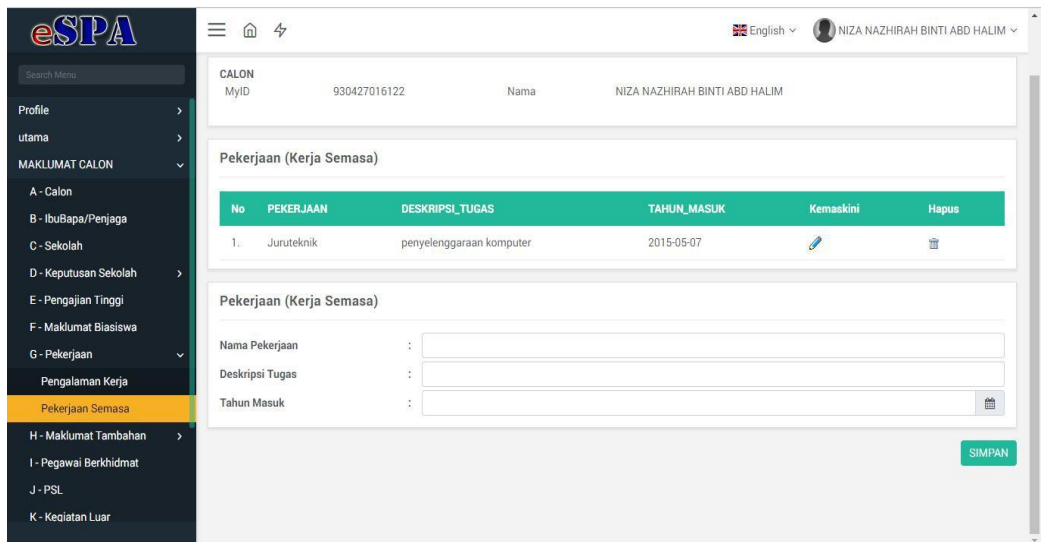 eSPA
English
NIZA NAZHIRAH BINTI ABD HALIM
Search Menu
Profile
utama
MAKLUMAT CALON
A - Calon
B - IbuBapa/Penjaga
C - Sekolah
D - Keputusan Sekolah
E - Pengajian Tinggi
F - Maklumat Biasiswa
G - Pekerjaan
Pengalaman Kerja
Pekerjaan Semasa
H - Maklumat Tambahan
I - Pegawai Berkhidmat
J - PSL
K - Kegiatan Luar
CALON
MyID 930427016122 Nama NIZA NAZHIRAH BINTI ABD HALIM
Pekerjaan (Kerja Semasa)
No PEKERJAAN DESKRIPSI_TUGAS TAHUN_MASUK Kemaskini Hapus
1. Juruteknik penyelenggaraan komputer 2015-05-07
Pekerjaan (Kerja Semasa)
Nama Pekerjaan :
Deskripsi Tugas :
Tahun Masuk :
SIMPAN